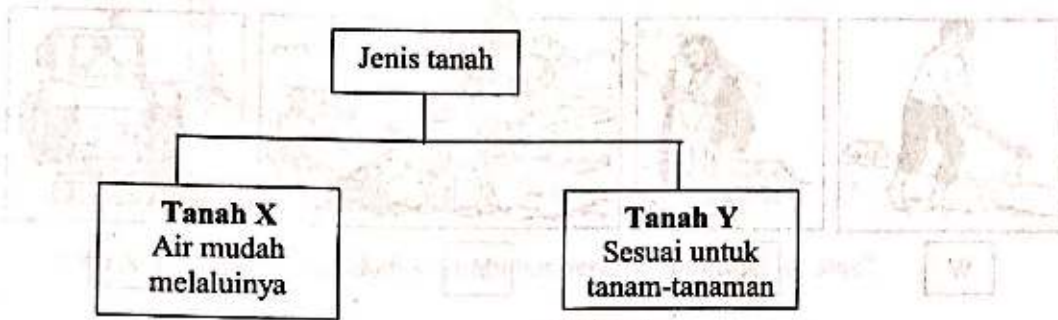 Jenis tanah
Tanah X
Air mudah
melaluinya
Tanah Y
Sesuai untuk
tanam-tanaman